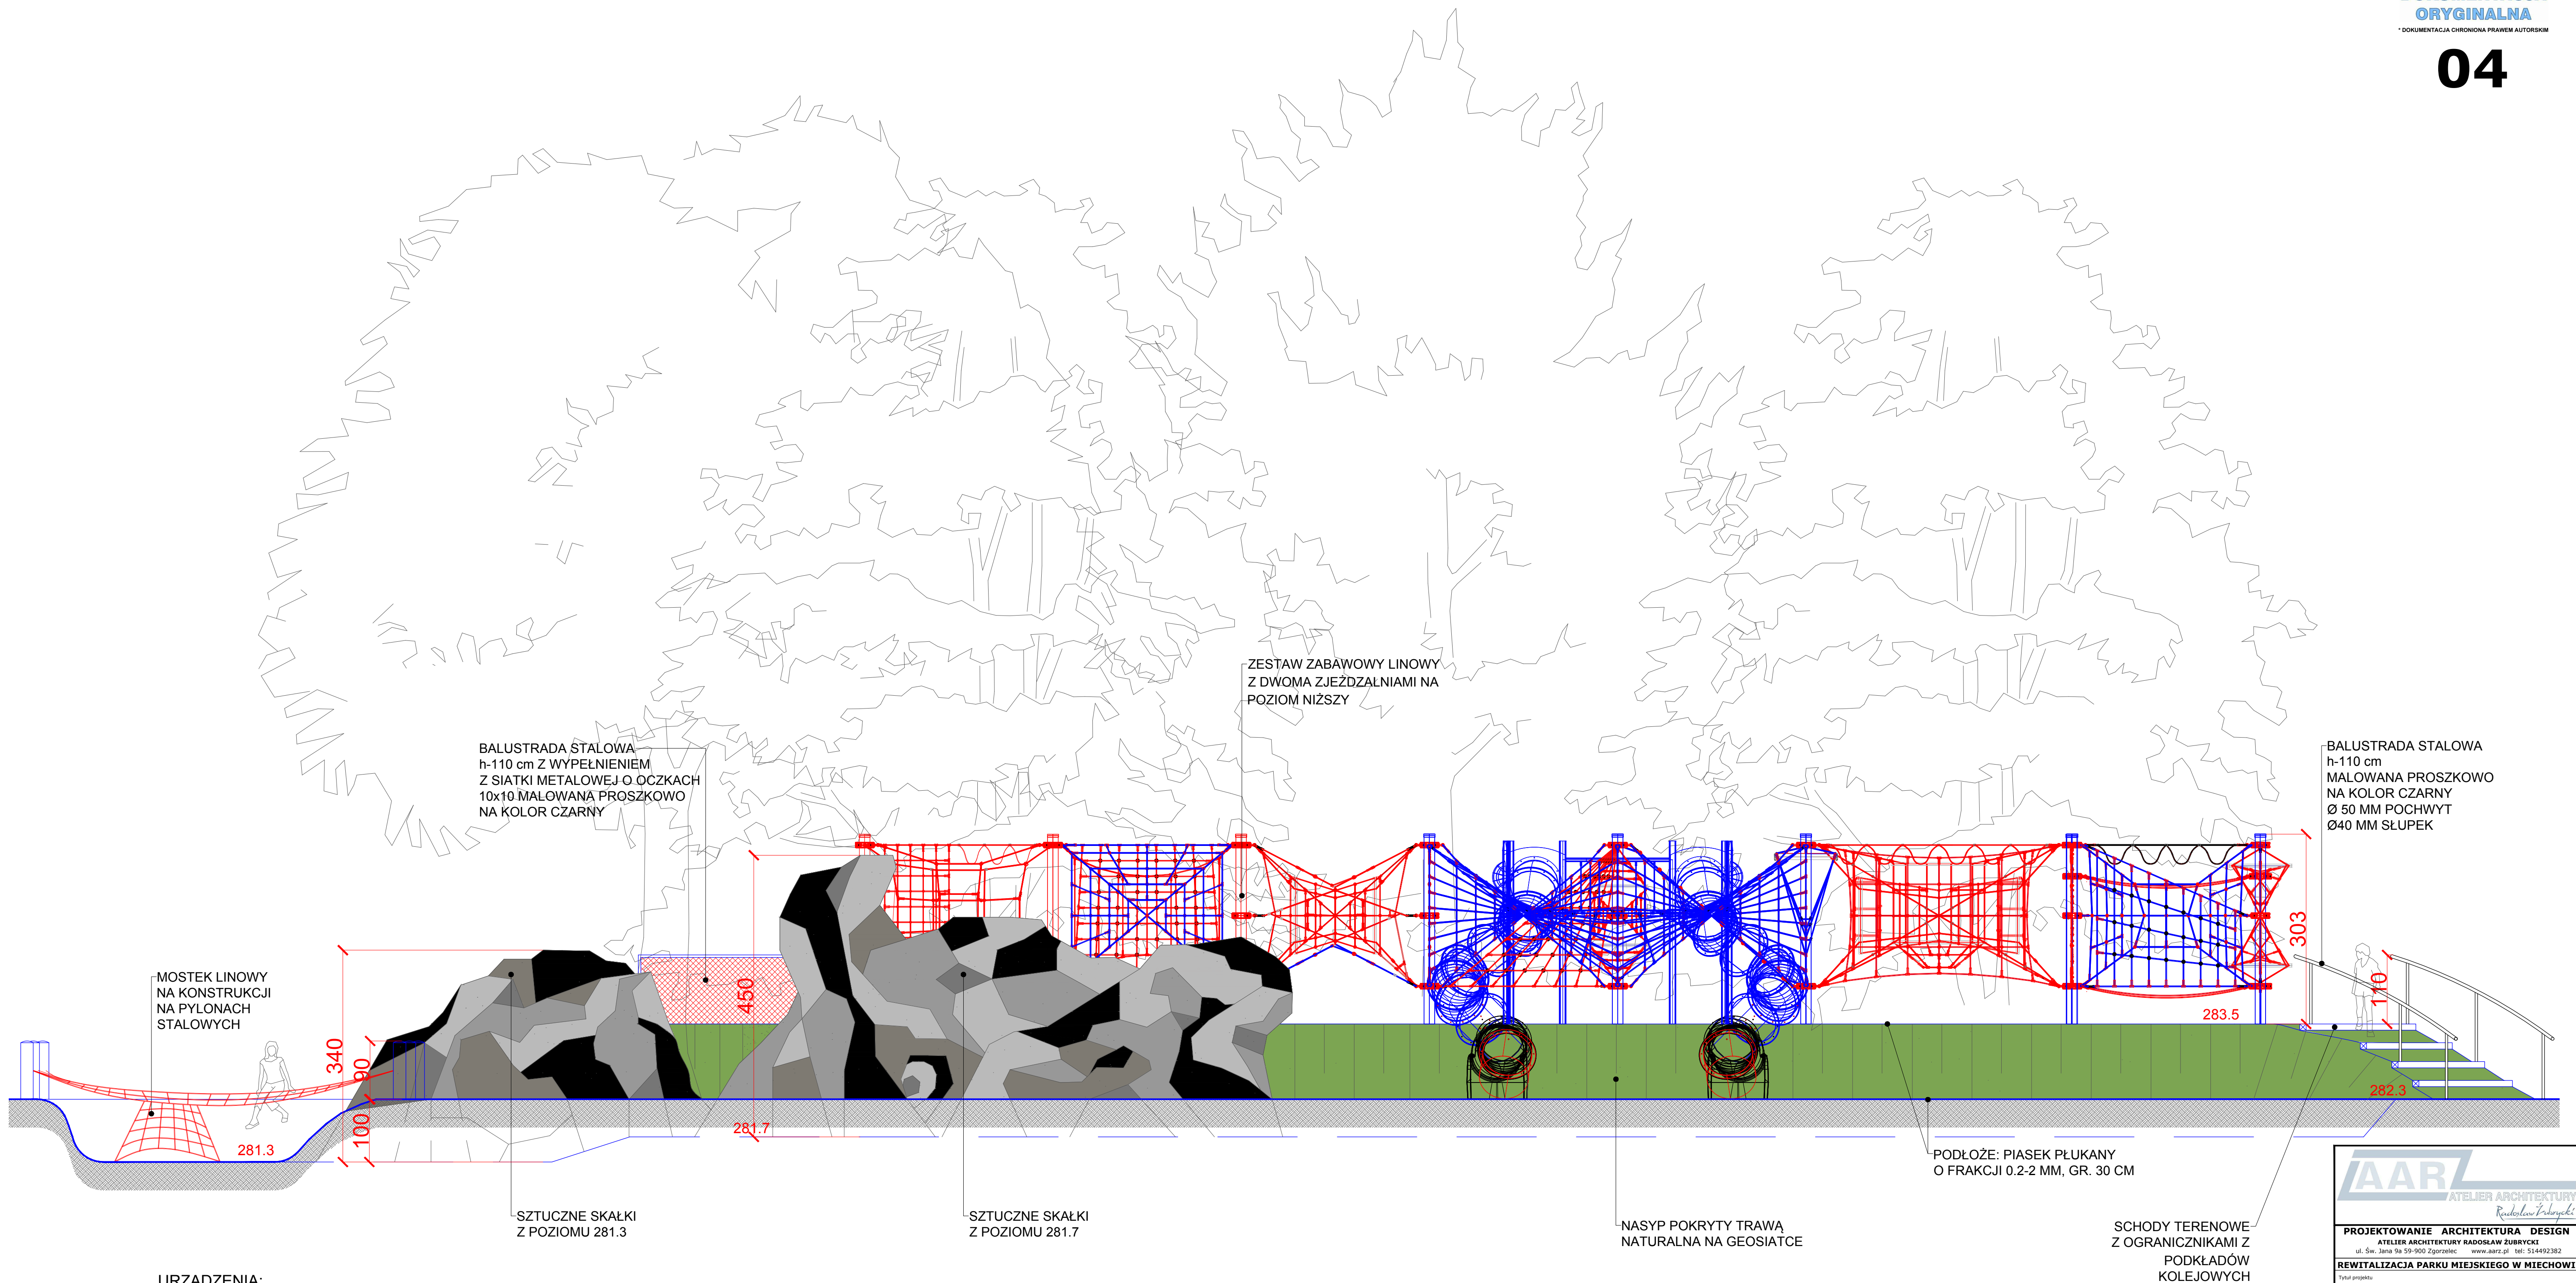 ORYGINALNA
* DOKUMENTACJA CHRONIONA PRAWEM AUTORSKIM
04
ZESTAW ZABAWOWY LINOWY
Z DWOMA ZJEŻDZALNIAMI NA
POZIOM NIŻSZY
BALUSTRADA STALOWA
h-110 cm Z WYPEŁNIENIEM
Z SIATKI METALOWEJ O OCZKACH
10x10 MALOWANA PROSZKOWO
NA KOLOR CZARNY
BALUSTRADA STALOWA
h-110 cm
MALOWANA PROSZKOWO
NA KOLOR CZARNY
Ø 50 MM POCHWYT
Ø40 MM SŁUPEK
MOSTEK LINOWY
NA KONSTRUKCJI
NA PYLONACH
STALOWYCH
340
90
100
450
303
110
283.5
282.3
281.7
281.3
PODŁOŻE: PIASEK PŁUKANY
O FRAKCJI 0.2-2 MM, GR. 30 CM
SZTUCZNE SKAŁKI
Z POZIOMU 281.3
SZTUCZNE SKAŁKI
Z POZIOMU 281.7
NASYP POKRYTY TRAWĄ
NATURALNA NA GEOSIATCE
SCHODY TERENOWE
Z OGRANICZNIKAMI Z
PODKŁADÓW
KOLEJOWYCH
URZĄDZENIA:
AARZ
ATELIER ARCHITEKTURY
Radosław Żubrycki
PROJEKTOWANIE ARCHITEKTURA DESIGN
ATELIER ARCHITEKTURY RADOSŁAW ŻUBRYCKI
ul. Św. Jana 9a 59-900 Zgorzelec www.aarz.pl tel: 514492382
REWITALIZACJA PARKU MIEJSKIEGO W MIECHOWI
Tytuł projektu